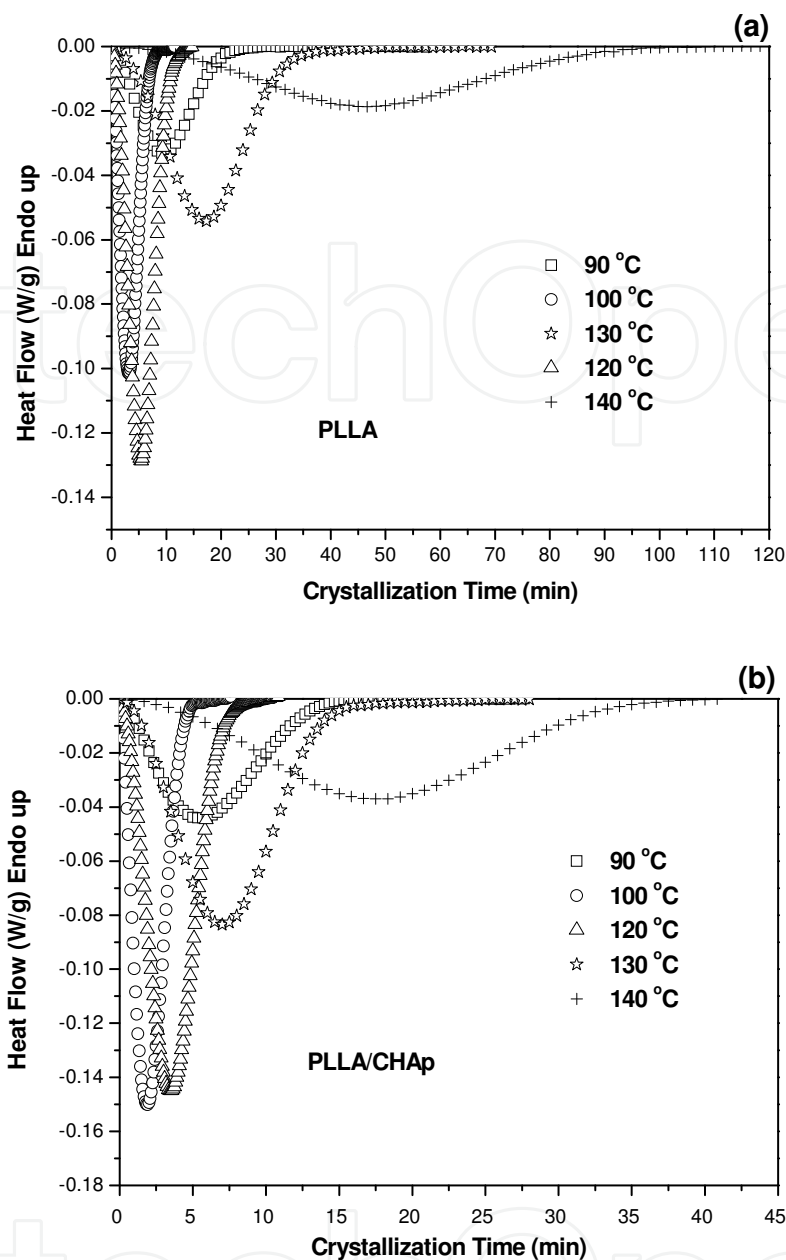 (a)
0.00
-0.02
-0.04
-0.06
-0.08
-0.10
-0.12
-0.14
Heat Flow (W/g) Endo up
90 °C
100 °C
130 °C
120 °C
140 °C
PLLA
0 10 20 30 40 50 60 70 80 90 100 110 120
Crystallization Time (min)
(b)
0.00
-0.02
-0.04
-0.06
-0.08
-0.10
-0.12
-0.14
-0.16
-0.18
Heat Flow (W/g) Endo up
90 °C
100 °C
120 °C
130 °C
140 °C
PLLA/CHAp
0 5 10 15 20 25 30 35 40 45
Crystallization Time (min)
techOpe
techOpe